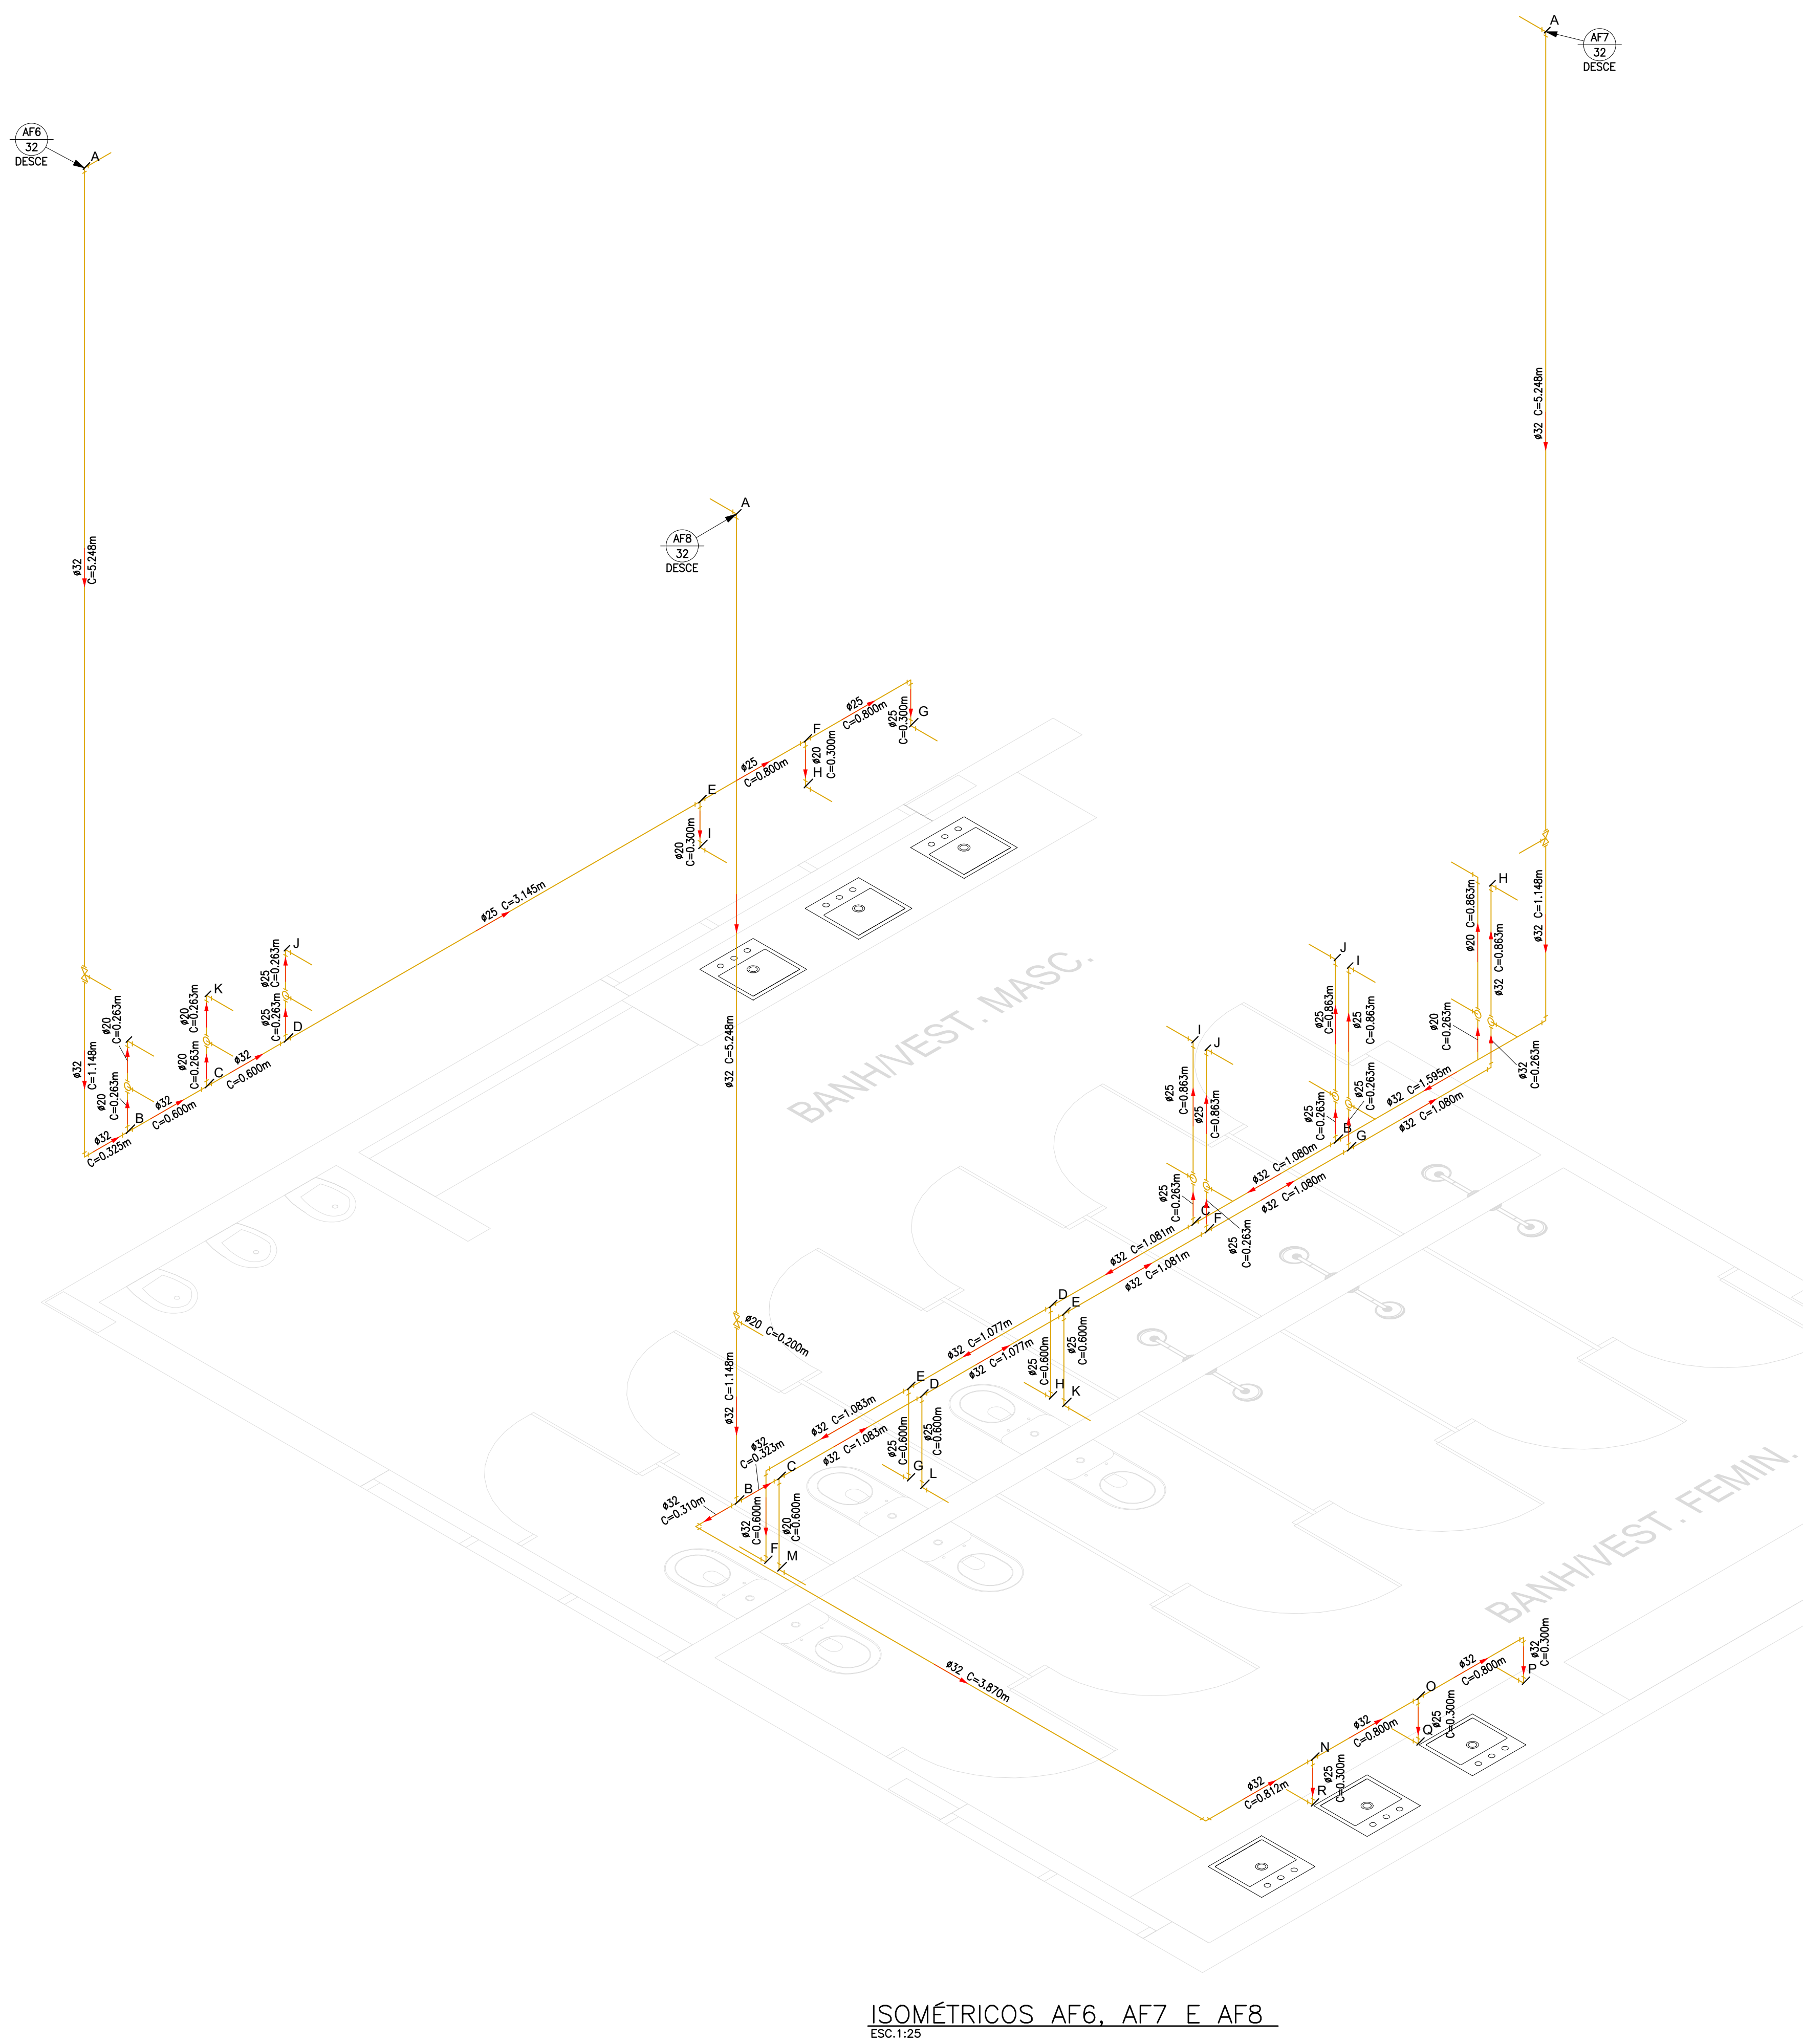 A
AF7
32
DESCE
AF6
32
DESCE
A
ø32 C=5.248m
A
AF8
32
DESCE
ø32
C=5.248m
ø25
C=0.800m
ø25
C=0.300m
G
F
ø20
C=0.300m
H
ø25
C=0.800m
E
ø20
C=0.300m
I
ø25 C=3.145m
ø32
C=1.148m
ø20
C=0.263m
ø20
C=0.263m
B
ø32
C=0.325m
ø32
C=0.600m
ø20
C=0.263m
K
ø20
C=0.263m
C
ø32
C=0.600m
ø25
C=0.263m
J
ø25
C=0.263m
D
BANH/VEST. MASC.
ø32 C=5.248m
ø20 C=0.200m
ø32 C=1.148m
ø32 C=1.148m
ø20 C=0.863m
H
ø32 C=0.863m
ø20
C=0.263m
ø32
C=0.263m
ø32 C=1.595m
ø32 C=1.080m
J
I
ø25
C=0.863m
ø25
C=0.863m
ø25
C=0.263m
ø25
C=0.263m
B
G
ø32 C=1.080m
ø32 C=1.080m
I
J
ø25
C=0.863m
ø25
C=0.863m
ø25
C=0.263m
ø25
C=0.263m
C
F
ø32 C=1.081m
ø32 C=1.081m
D
E
ø25
C=0.600m
ø25
C=0.600m
H
K
ø32 C=1.077m
ø32 C=1.077m
E
D
ø25
C=0.600m
ø25
C=0.600m
G
L
ø32 C=1.083m
ø32 C=1.083m
ø32
C=0.323m
C
B
ø32
C=0.310m
ø32
C=0.600m
ø20
C=0.600m
F
M
BANH/VEST. FEMIN.
ø32 C=3.870m
ø32
C=0.300m
P
ø32
C=0.800m
O
ø25
C=0.300m
Q
ø32
C=0.800m
N
ø25
C=0.300m
R
ø32
C=0.812m
ISOMÉTRICOS AF6, AF7 E AF8
ESC.1:25